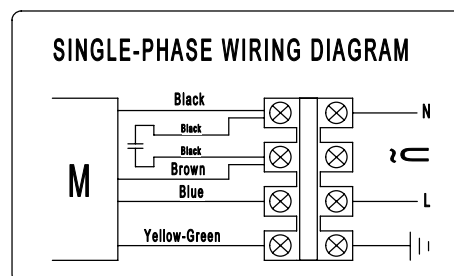 SINGLE-PHASE WIRING DIAGRAM
Black
N
Black
Black
M
Brown
~U
Blue
L
Yellow-Green